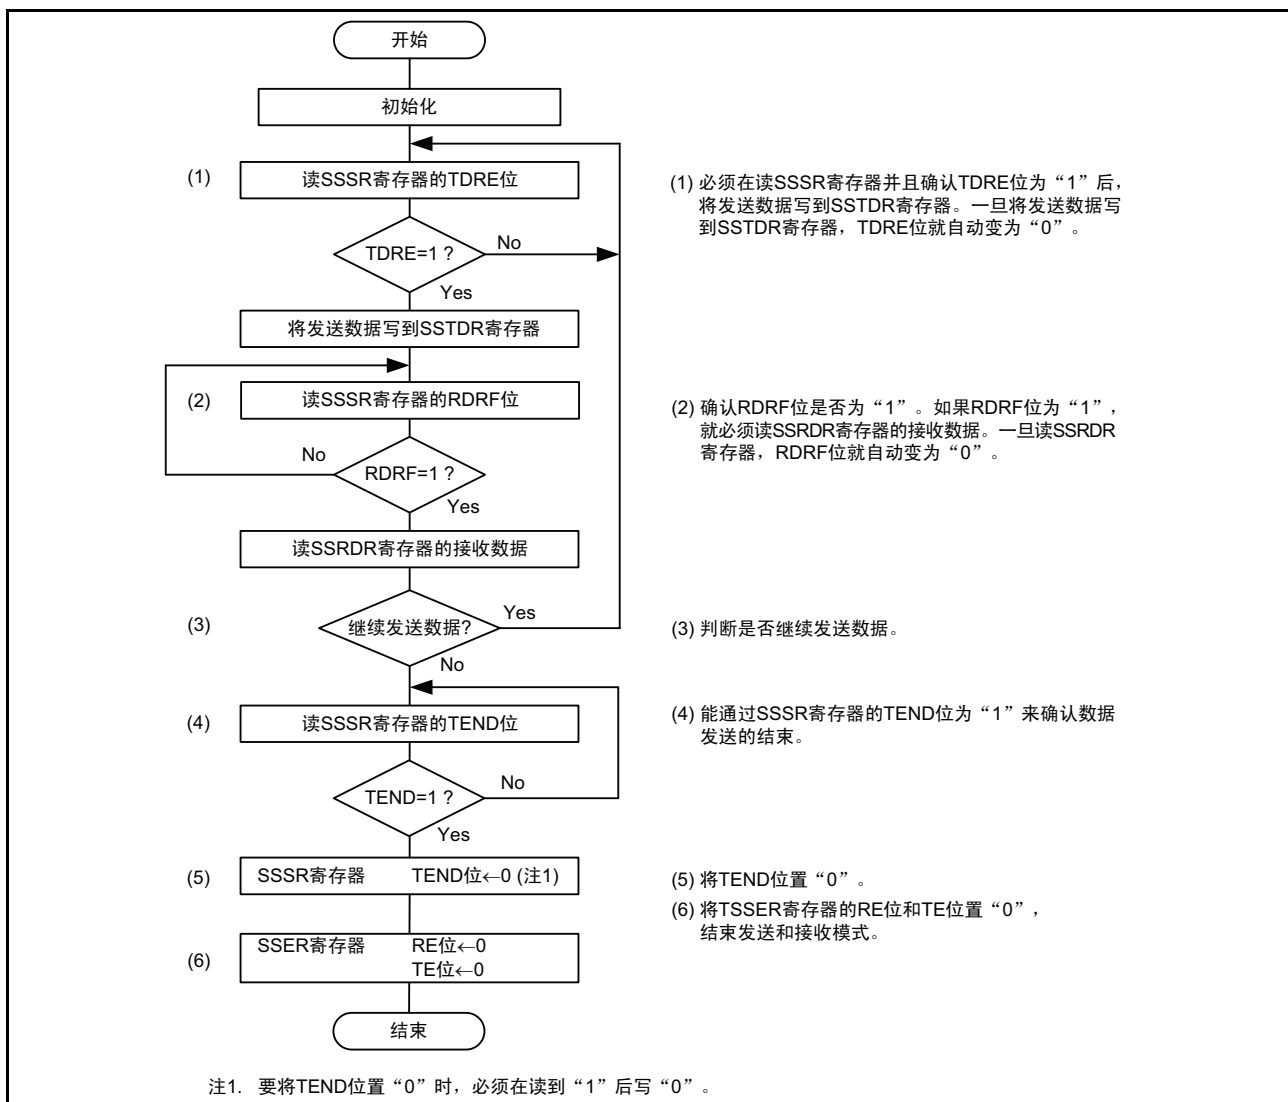 开始
初始化
(1)
读SSSR寄存器的TDRE位
TDRE=1 ?
No
Yes
将发送数据写到SSTDR寄存器
(2)
读SSSR寄存器的RDRF位
No
RDRF=1 ?
Yes
读SSRDR寄存器的接收数据
(3)
继续发送数据?
Yes
No
(4)
读SSSR寄存器的TEND位
TEND=1 ?
No
Yes
(5)
SSSR寄存器 TEND位←0 (注1)
(6)
SSER寄存器 RE位←0
TE位←0
结束
(1) 必须在读SSSR寄存器并且确认TDRE位为“1”后，
将发送数据写到SSTDR寄存器。一旦将发送数据写
到SSTDR寄存器，TDRE位就自动变为“0”。
(2) 确认RDRF位是否为“1”。如果RDRF位为“1”，
就必须读SSRDR寄存器的接收数据。一旦读SSRDR
寄存器，RDRF位就自动变为“0”。
(3) 判断是否继续发送数据。
(4) 能通过SSSR寄存器的TEND位为“1”来确认数据
发送的结束。
(5) 将TEND位置“0”。
(6) 将TSSER寄存器的RE位和TE位置“0”，
结束发送和接收模式。
注1. 要将TEND位置“0”时，必须在读到“1”后写“0”。